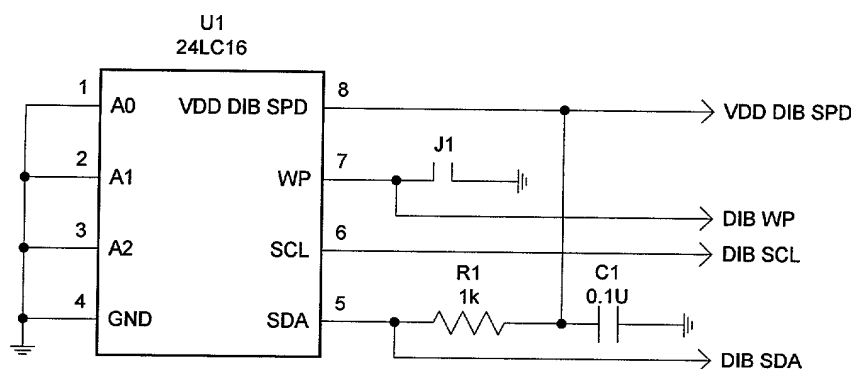 U1
24LC16
1 A0 VDD DIB SPD 8 VDD DIB SPD
J1
2 A1 WP 7
DIB WP
3 A2 SCL 6 DIB SCL
R1 C1
1k 0.1U
4 GND SDA 5
DIB SDA